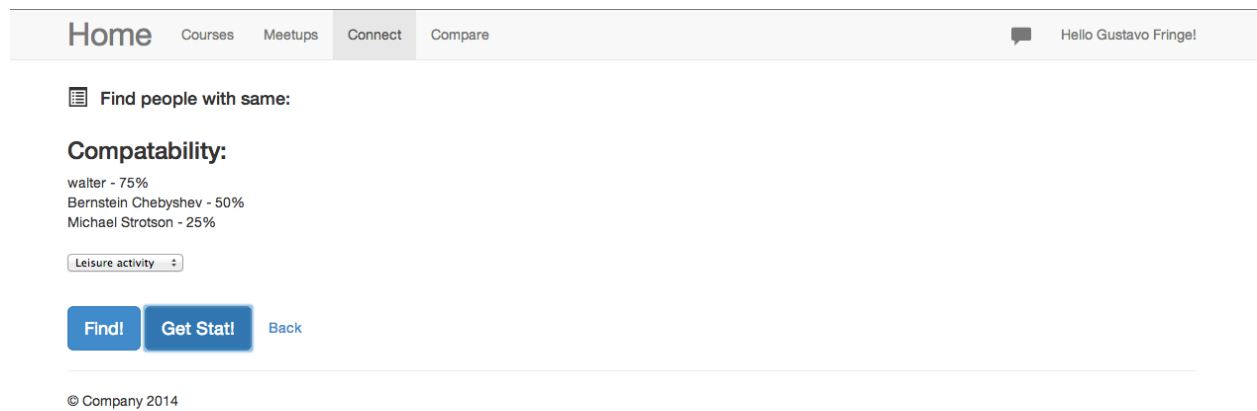 Home Courses Meetups Connect Compare Hello Gustavo Fringe!
Find people with same:
Compatability:
walter - 75%
Bernstein Chebyshev - 50%
Michael Strotson - 25%
Leisure activity
Find! Get Stat! Back
© Company 2014